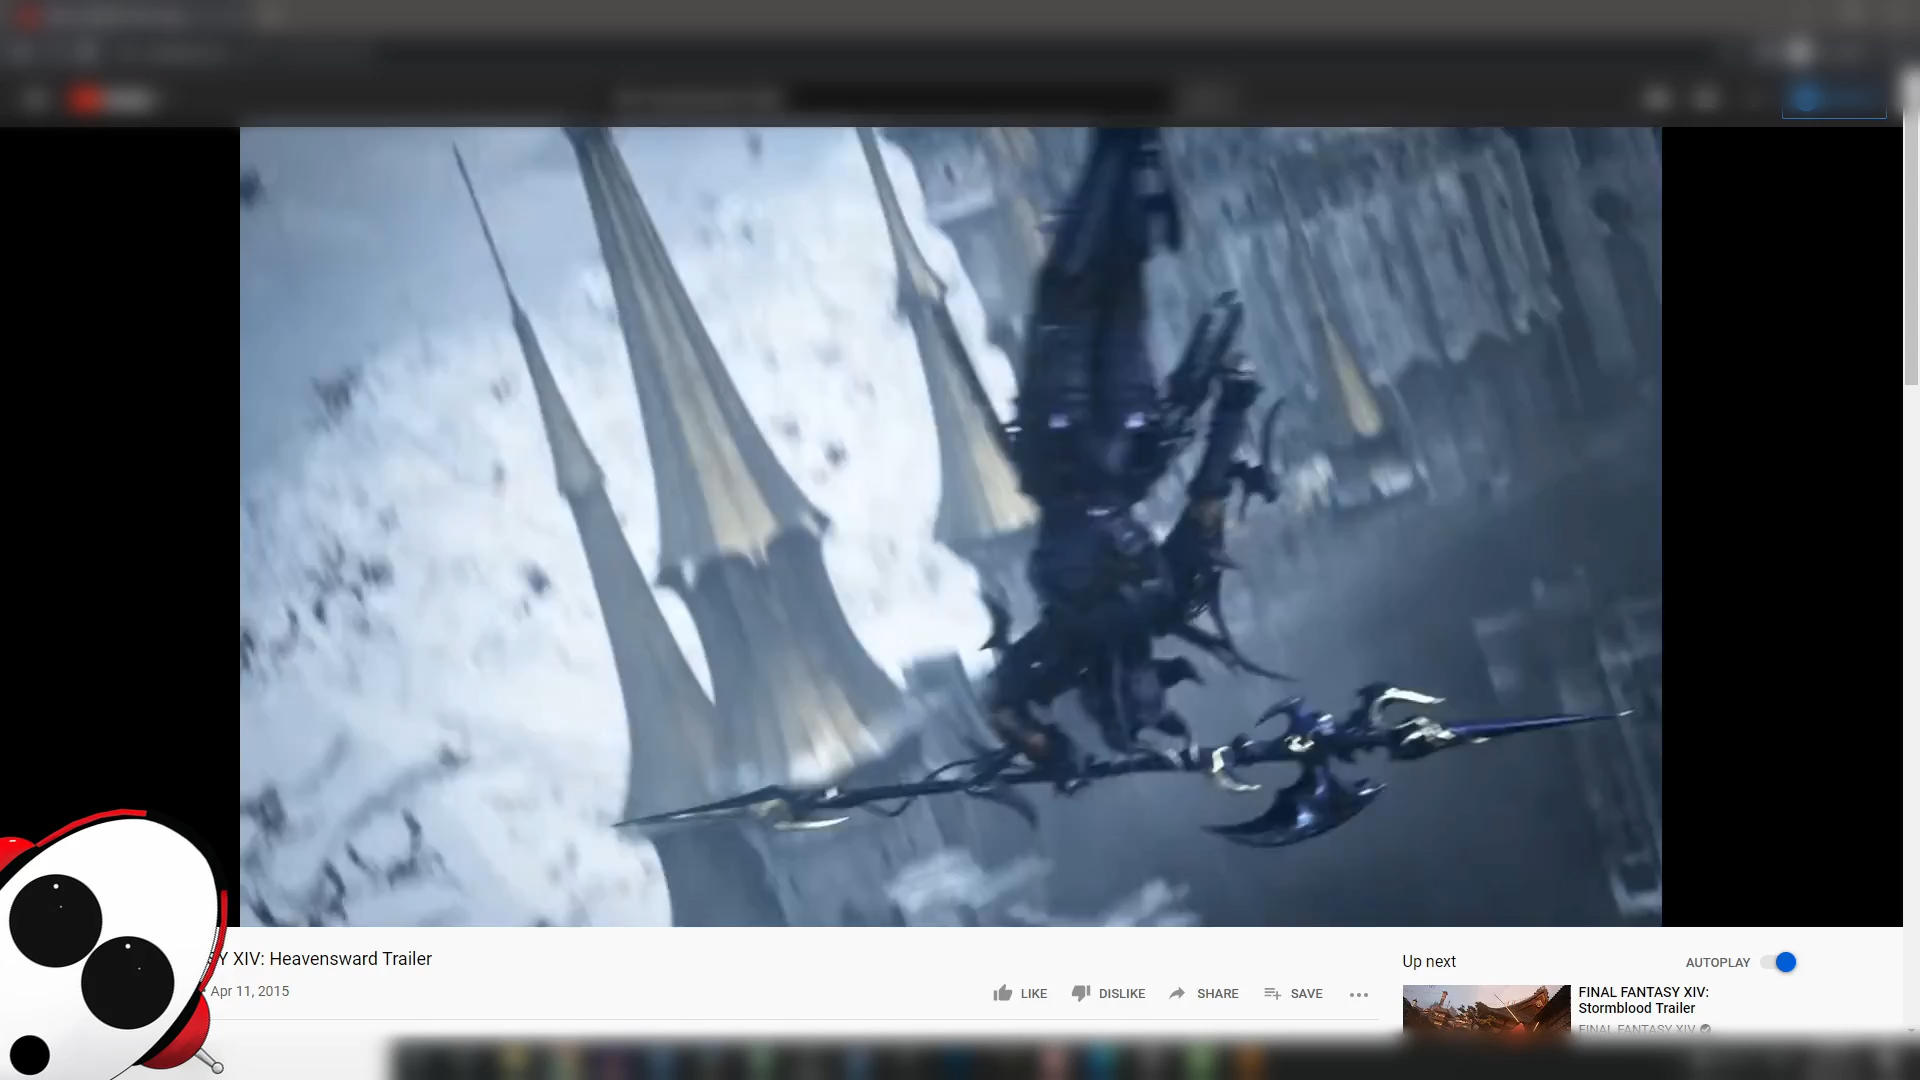 Y XIV: Heavensward Trailer
Apr 11, 2015
LIKE
DISLIKE
SHARE
SAVE
Up next
AUTOPLAY
FINAL FANTASY XIV:
Stormblood Trailer
FINAL FANTASY XIV